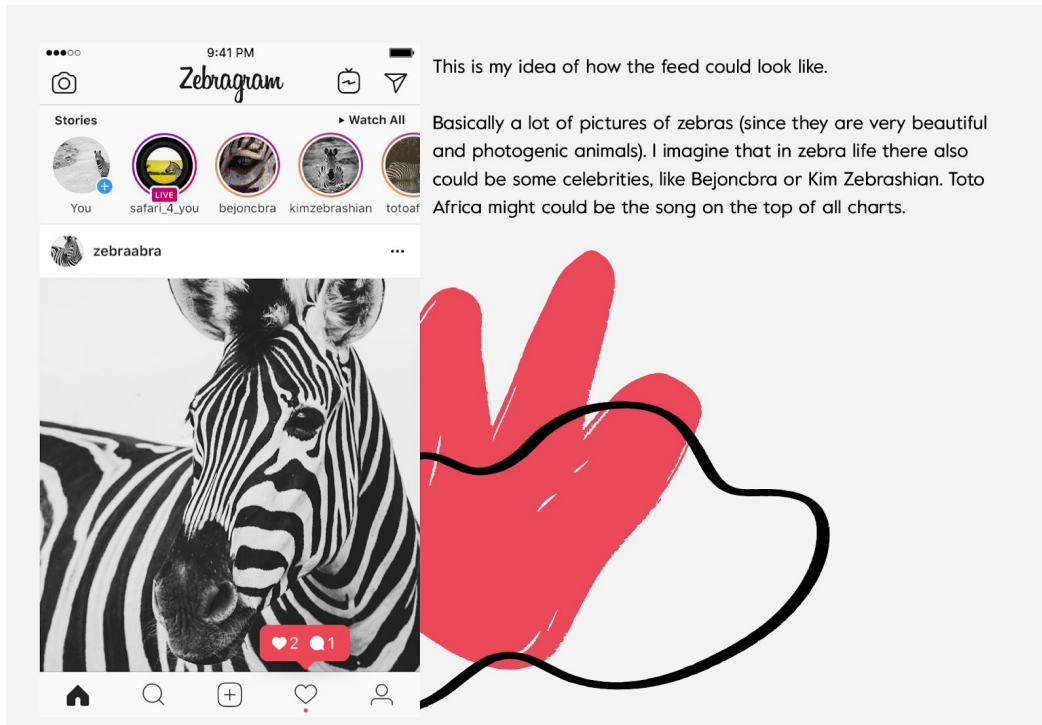 9:41 PM
Zebragram
Stories
Watch All
LIVE
You
safari_4_you
bejoncbra
kimzebrashian
totoaf
zebraabra
2
1
This is my idea of how the feed could look like.
Basically a lot of pictures of zebras (since they are very beautiful
and photogenic animals). I imagine that in zebra life there also
could be some celebrities, like Bejoncbra or Kim Zebrashian. Toto
Africa might could be the song on the top of all charts.